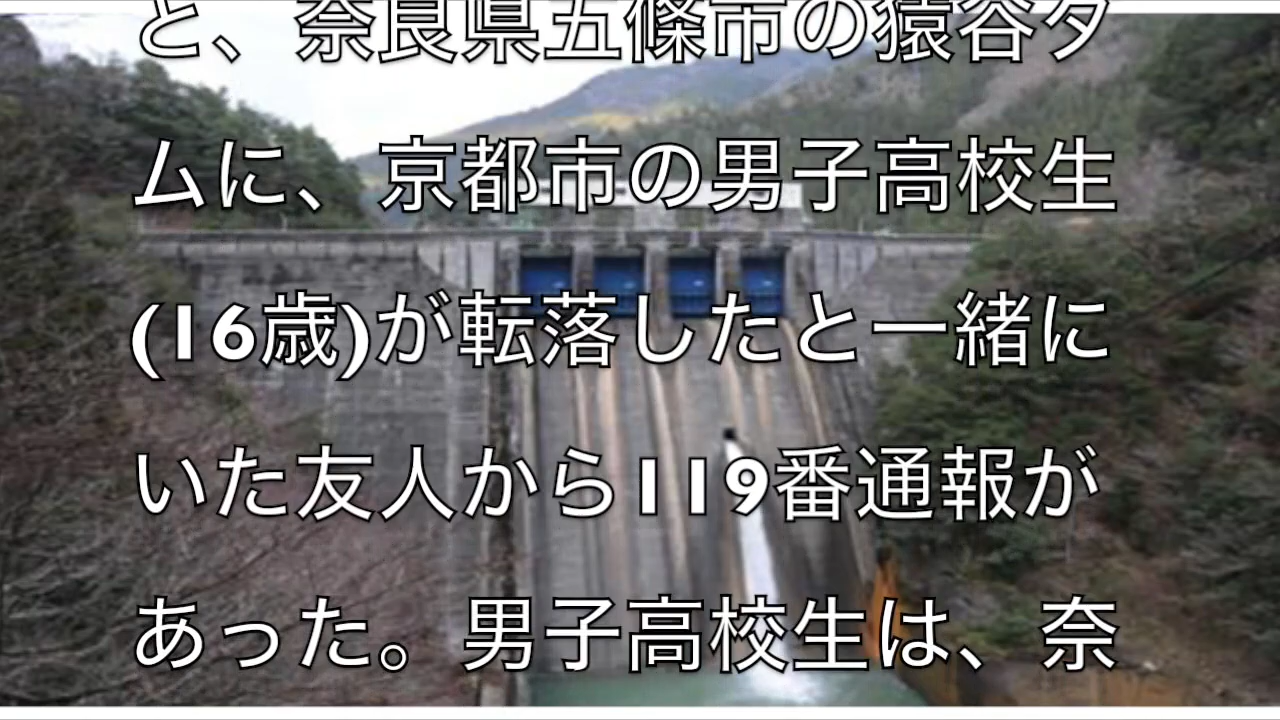 と、奈良県五條市の猿谷ダ
ムに、京都市の男子高校生
(16歳)が転落したと一緒に
いた友人から119番通報が
あった。男子高校生は、奈